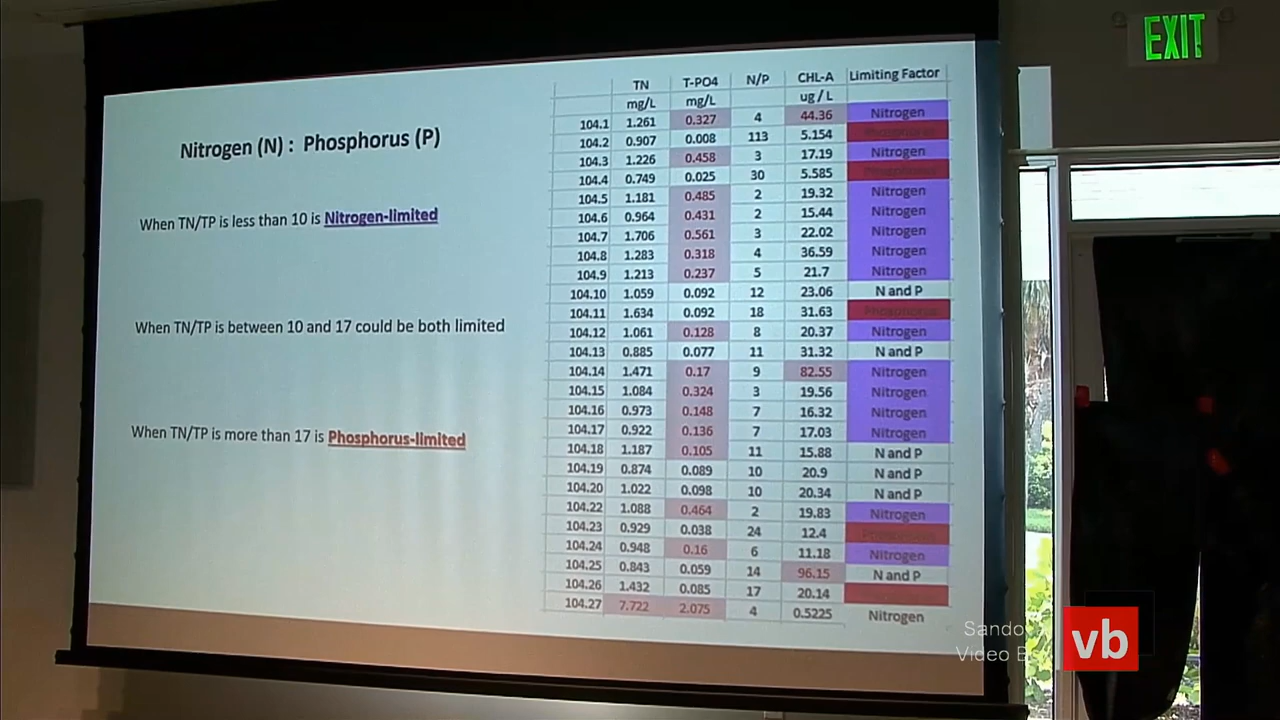 EXIT
Nitrogen (N) : Phosphorus (P)
When TN/TP is less than 10 is Nitrogen-limited
When TN/TP is between 10 and 17 could be both limited
When TN/TP is more than 17 is Phosphorus-limited
TN T-PO4 N/P CHL-A Limiting Factor
mg/L mg/L ug / L
104.1 1.261 0.327 4 44.36 Nitrogen
104.2 0.907 0.008 113 5.154 Phosphorus
104.3 1.226 0.458 3 17.19 Nitrogen
104.4 0.749 0.025 30 5.585 Phosphorus
104.5 1.181 0.485 2 19.32 Nitrogen
104.6 0.964 0.431 2 15.44 Nitrogen
104.7 1.706 0.561 3 22.02 Nitrogen
104.8 1.283 0.318 4 36.59 Nitrogen
104.9 1.213 0.237 5 21.7 Nitrogen
104.10 1.059 0.092 12 23.06 N and P
104.11 1.634 0.092 18 31.63 Phosphorus
104.12 1.061 0.128 8 20.37 Nitrogen
104.13 0.885 0.077 11 31.32 N and P
104.14 1.471 0.17 9 82.55 Nitrogen
104.15 1.084 0.324 3 19.56 Nitrogen
104.16 0.973 0.148 7 16.32 Nitrogen
104.17 0.922 0.136 7 17.03 Nitrogen
104.18 1.187 0.105 11 15.88 N and P
104.19 0.874 0.089 10 20.9 N and P
104.20 1.022 0.098 10 20.34 N and P
104.22 1.088 0.464 2 19.83 Nitrogen
104.23 0.929 0.038 24 12.4 Phosphorus
104.24 0.948 0.16 6 11.18 Nitrogen
104.25 0.843 0.059 14 96.15 N and P
104.26 1.432 0.085 17 20.14
104.27 7.722 2.075 4 0.5225 Nitrogen
Video
vb